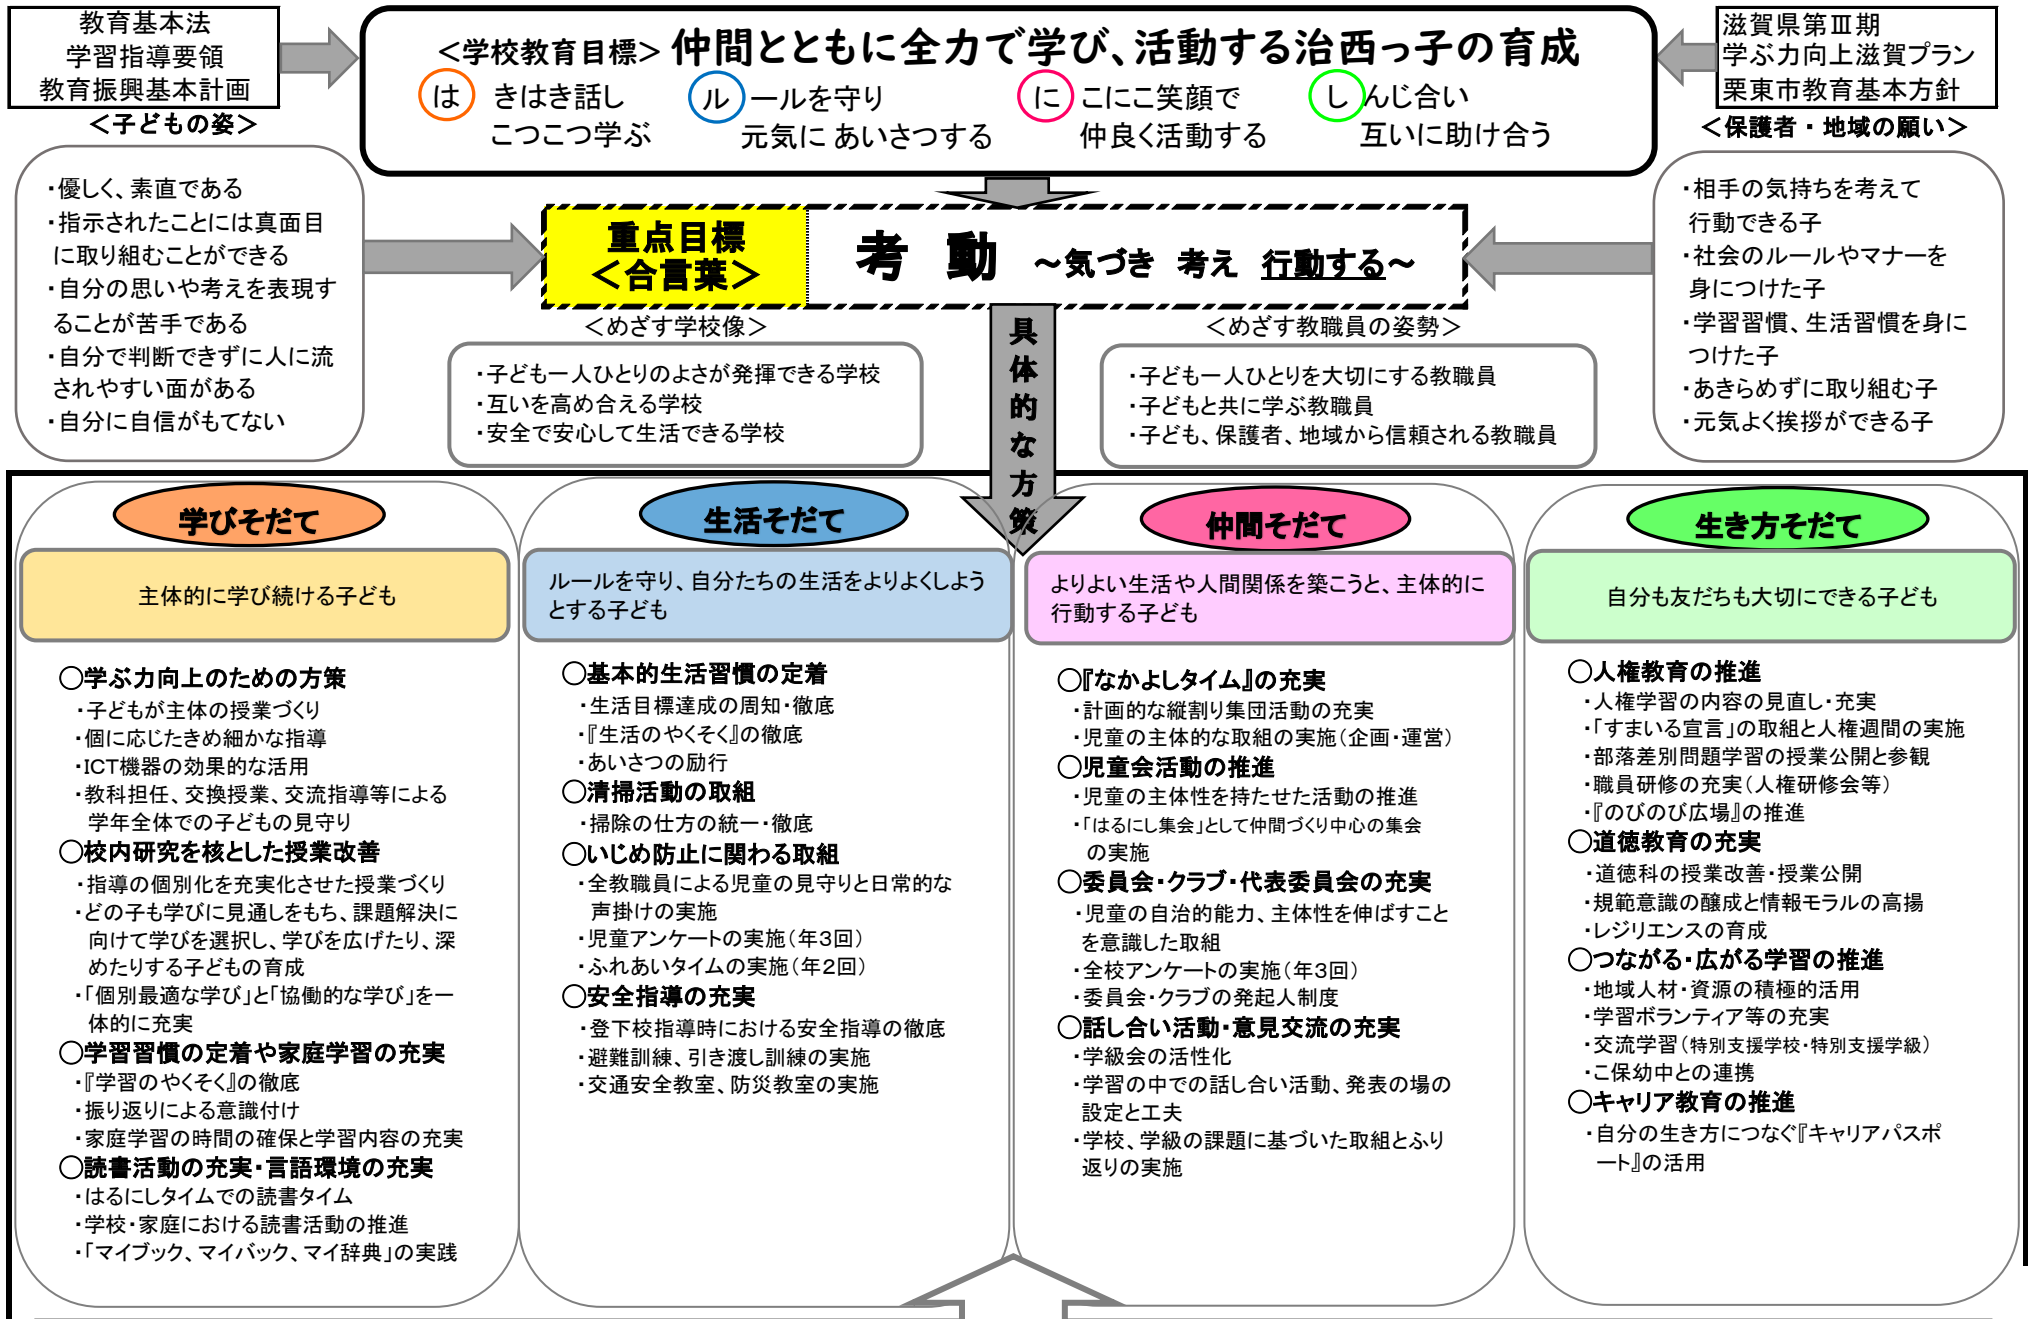 教育基本法
学習指導要領
教育振興基本計画
<学校教育目標> 仲間とともに全力で学び、活動する治西っ子の育成
は きはき話し
こつこつ学ぶ
ル ールを守り
元気に あいさつする
に こにこ笑顔で
仲良く活動する
し んじ合い
互いに助け合う
滋賀県第Ⅲ期
学ぶ力向上滋賀プラン
栗東市教育基本方針
<子どもの姿>
・優しく、素直である
・指示されたことには真面目
に取り組むことができる
・自分の思いや考えを表現す
ることが苦手である
・自分で判断できずに人に流
されやすい面がある
・自分に自信がもてない
<保護者・地域の願い>
・相手の気持ちを考えて
行動できる子
・社会のルールやマナーを
身につけた子
・学習習慣、生活習慣を身に
つけた子
・あきらめずに取り組む子
・元気よく挨拶ができる子
重点目標
<合言葉>
考 動 ～気づき 考え 行動する～
<めざす学校像>
・子ども一人ひとりのよさが発揮できる学校
・互いを高め合える学校
・安全で安心して生活できる学校
具体的な方策
<めざす教職員の姿勢>
・子ども一人ひとりを大切にする教職員
・子どもと共に学ぶ教職員
・子ども、保護者、地域から信頼される教職員
学びそだて
主体的に学び続ける子ども
○学ぶ力向上のための方策
・子どもが主体の授業づくり
・個に応じたきめ細かな指導
・ICT機器の効果的な活用
・教科担任、交換授業、交流指導等による
学年全体での子どもの見守り
○校内研究を核とした授業改善
・指導の個別化を充実化させた授業づくり
・どの子も学びに見通しをもち、課題解決に
向けて学びを選択し、学びを広げたり、深
めたりする子どもの育成
・「個別最適な学び」と「協働的な学び」を一
体的に充実
○学習習慣の定着や家庭学習の充実
・『学習のやくそく』の徹底
・振り返りによる意識付け
・家庭学習の時間の確保と学習内容の充実
○読書活動の充実・言語環境の充実
・はるにしタイムでの読書タイム
・学校・家庭における読書活動の推進
・「マイブック、マイバック、マイ辞典」の実践
生活そだて
ルールを守り、自分たちの生活をよりよくしよう
とする子ども
○基本的生活習慣の定着
・生活目標達成の周知・徹底
・『生活のやくそく』の徹底
・あいさつの励行
○清掃活動の取組
・掃除の仕方の統一・徹底
○いじめ防止に関わる取組
・全教職員による児童の見守りと日常的な
声掛けの実施
・児童アンケートの実施（年3回）
・ふれあいタイムの実施（年2回）
○安全指導の充実
・登下校指導時における安全指導の徹底
・避難訓練、引き渡し訓練の実施
・交通安全教室、防災教室の実施
仲間そだて
よりよい生活や人間関係を築こうと、主体的に
行動する子ども
○『なかよしタイム』の充実
・計画的な縦割り集団活動の充実
・児童の主体的な取組の実施（企画・運営）
○児童会活動の推進
・児童の主体性を持たせた活動の推進
・「はるにし集会」として仲間づくり中心の集会
の実施
○委員会・クラブ・代表委員会の充実
・児童の自治的能力、主体性を伸ばすこと
を意識した取組
・全校アンケートの実施（年3回）
・委員会・クラブの発起人制度
○話し合い活動・意見交流の充実
・学級会の活性化
・学習の中での話し合い活動、発表の場の
設定と工夫
・学校、学級の課題に基づいた取組とふり
返りの実施
生き方そだて
自分も友だちも大切にできる子ども
○人権教育の推進
・人権学習の内容の見直し・充実
・「すまいる宣言」の取組と人権週間の実施
・部落差別問題学習の授業公開と参観
・職員研修の充実（人権研修会等）
・『のびのび広場』の推進
○道徳教育の充実
・道徳科の授業改善・授業公開
・規範意識の醸成と情報モラルの高揚
・レジリエンスの育成
○つながる・広がる学習の推進
・地域人材・資源の積極的活用
・学習ボランティア等の充実
・交流学習（特別支援学校・特別支援学級）
・こ保幼中との連携
○キャリア教育の推進
・自分の生き方につなぐ『キャリアパスポ
ート』の活用